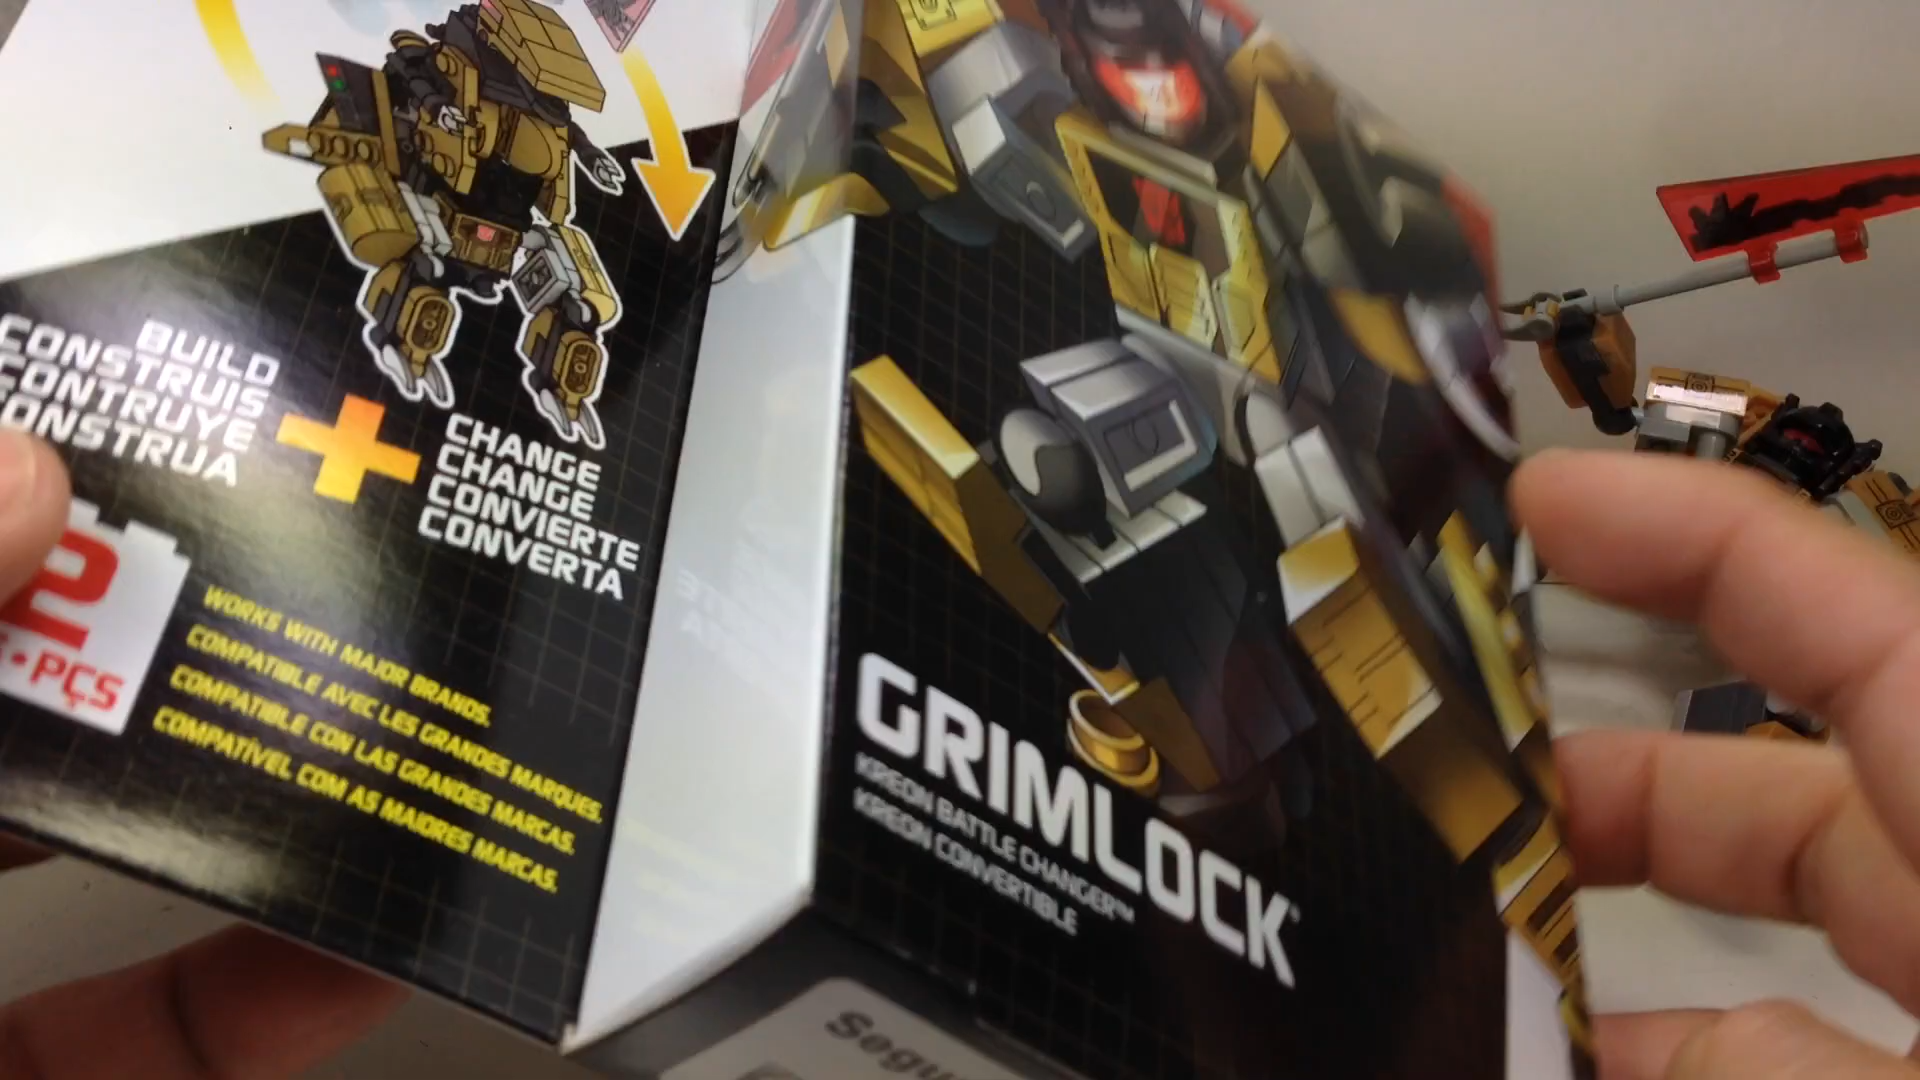 BUILD
CONSTRUIS
CONTRUYE
CONSTRUA
CHANGE
CHANGE
CONVIERTE
CONVERTA
2
PÇS
WORKS WITH MAJOR BRANDS.
COMPATIBLE AVEC LES GRANDES MARQUES.
COMPATIBLE CON LAS GRANDES MARCAS.
COMPATÍVEL COM AS MAIORES MARCAS.
GRIMLOCK
KREON BATTLE CHANGER™
KREON CONVERTIBLE